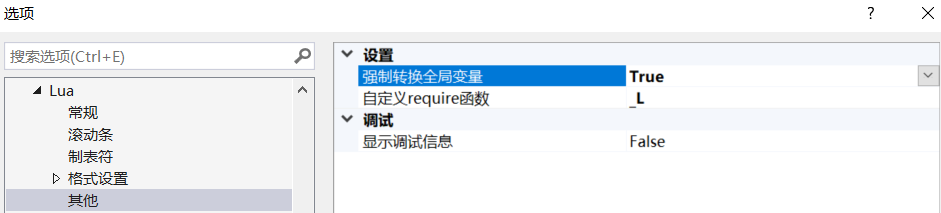 选项
搜索选项(Ctrl+E)
Lua
常规
滚动条
制表符
格式设置
其他
设置
强制转换全局变量 True
自定义require函数 _L
调试
显示调试信息 False